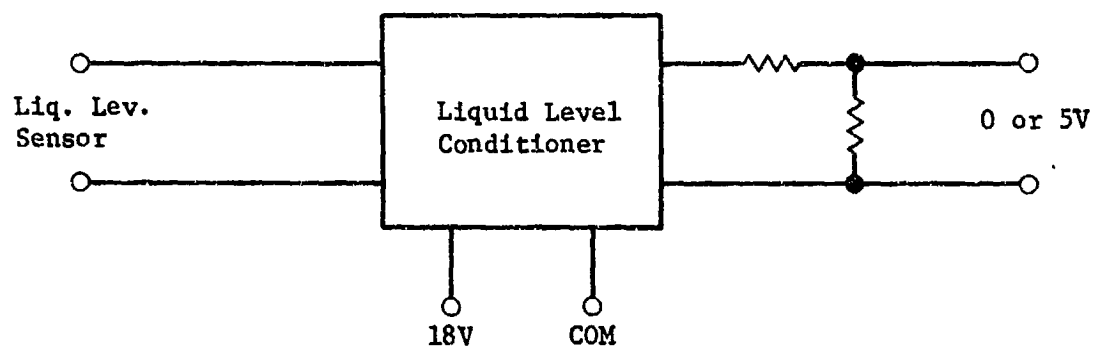 Liq. Lev.
Sensor
Liquid Level
Conditioner
0 or 5V
18V
COM